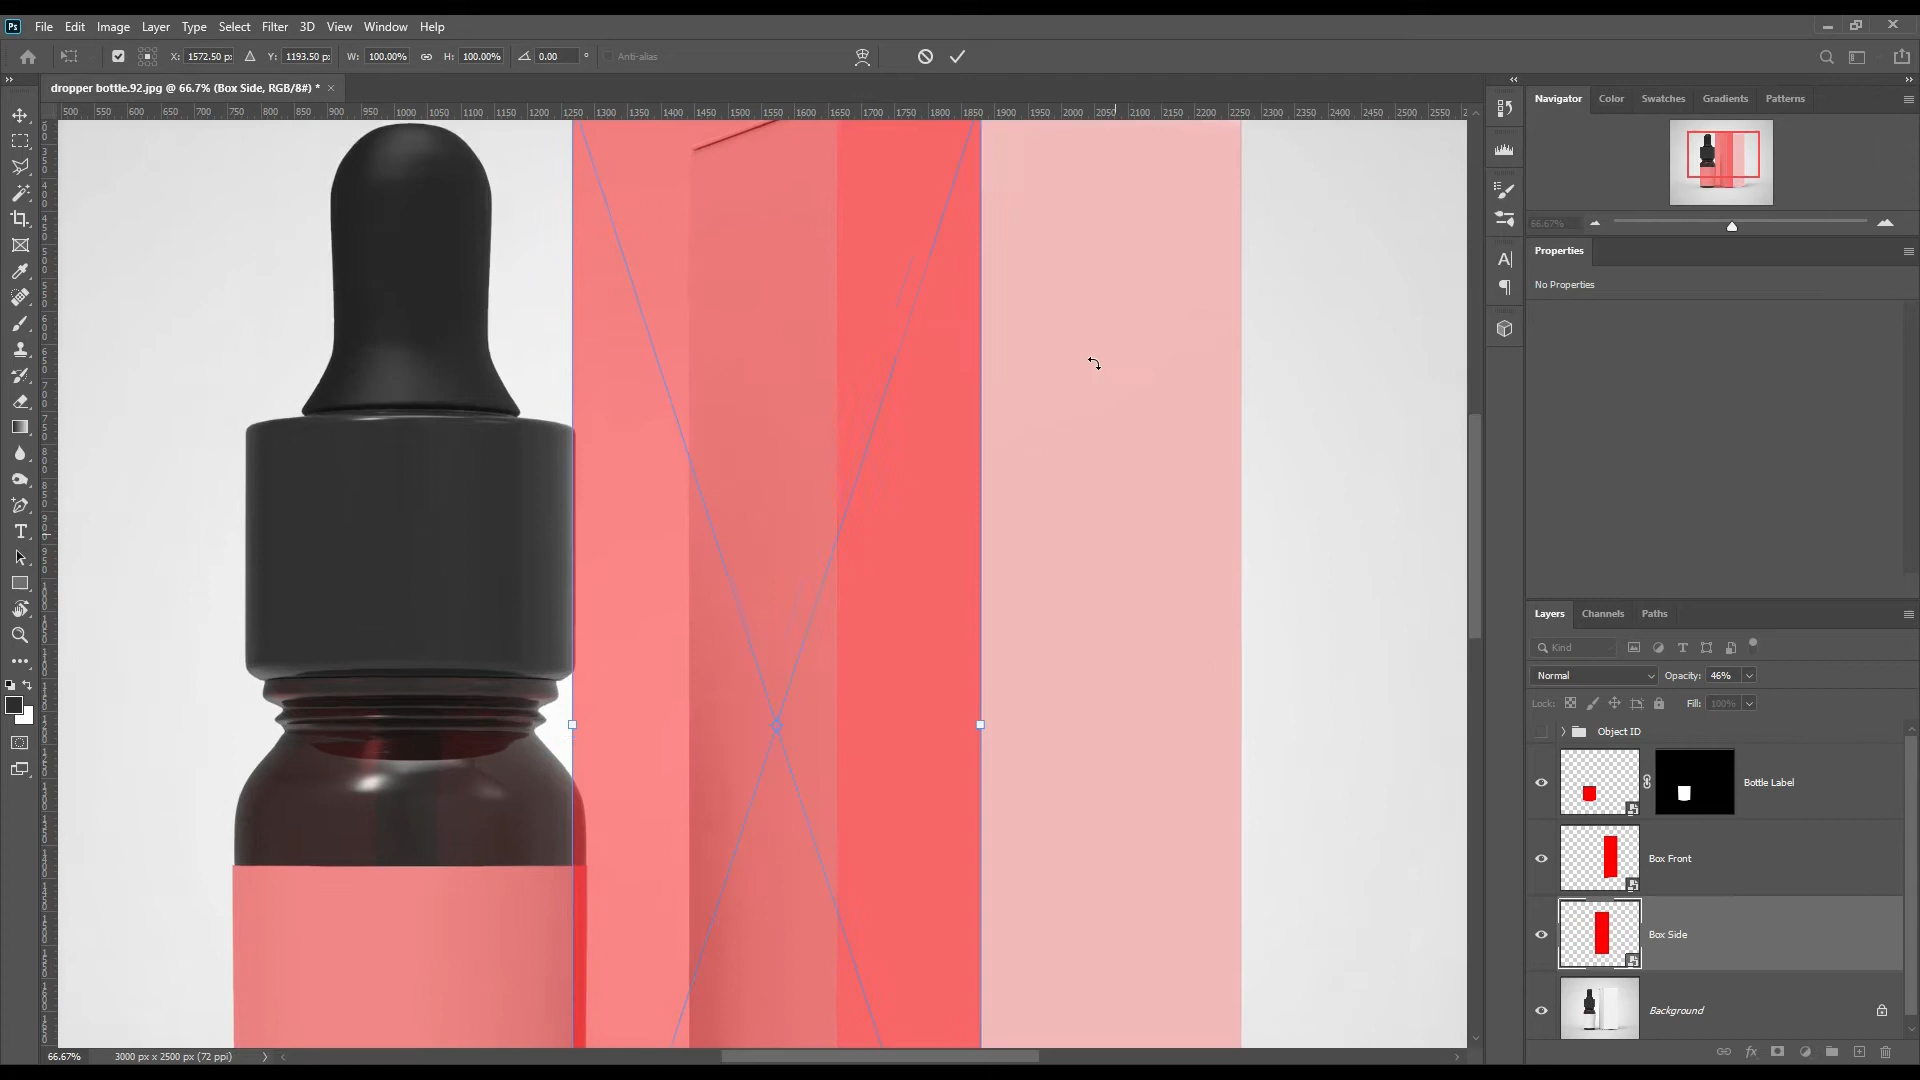 Ps File Edit Image Layer Type Select Filter 3D View Window Help
X: 1572.50 p: Y: 1193.50 p: W: 100.00% H: 100.00% 0.00 ° Anti-alias
dropper bottle.92.jpg @ 66.7% (Box Side, RGB/8#) * ×
500 550 600 650 700 750 800 850 900 950 1000 1050 1100 1150 1200 1250 1300 1350 1400 1450 1500 1550 1600 1650 1700 1750 1800 1850 1900 1950 2000 2050 2100 2150 2200 2250 2300 2350 2400 2450 2500 2550
Navigator Color Swatches Gradients Patterns
66.67%
Properties
No Properties
Layers Channels Paths
Kind
Normal Opacity: 46%
Lock: Fill: 100%
Object ID
Bottle Label
Box Front
Box Side
Background
66.67% 3000 px x 2500 px (72 ppi)